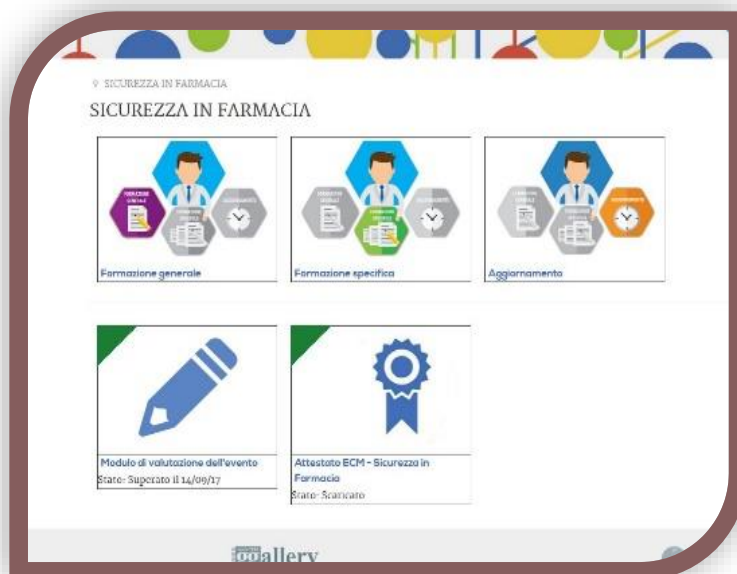 SICUREZZA IN FARMACIA
SICUREZZA IN FARMACIA
Formazione generale
Formazione specifica
Aggiornamento
Modulo di valutazione dell'evento
Stato: Superato il 14/09/17
Attestato ECM - Sicurezza in
Farmacia
Stato: Scaricato